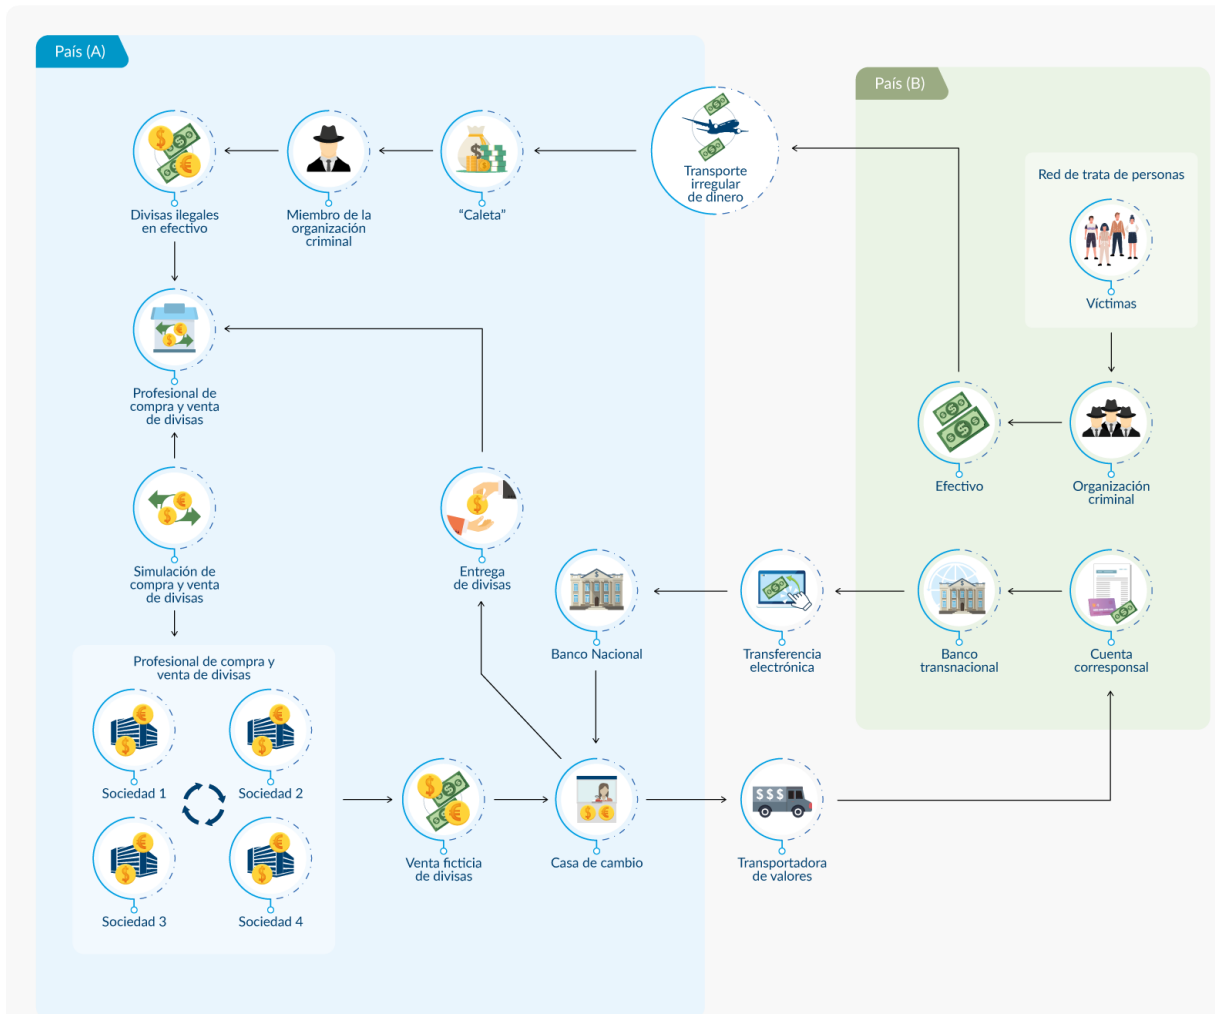 País (A)
País (B)
Transporte
irregular
de dinero
Red de trata de personas
Divisas ilegales
en efectivo
Miembro de la
organización
criminal
“Caleta”
Víctimas
Profesional de
compra y venta
de divisas
Efectivo
Organización
criminal
Simulación de
compra y venta
de divisas
Entrega
de divisas
Banco Nacional
Transferencia
electrónica
Banco
transnacional
Cuenta
corresponsal
Profesional de compra y
venta de divisas
Sociedad 1
Sociedad 2
$$$
Venta ficticia
de divisas
Casa de cambio
Transportadora
de valores
Sociedad 3
Sociedad 4